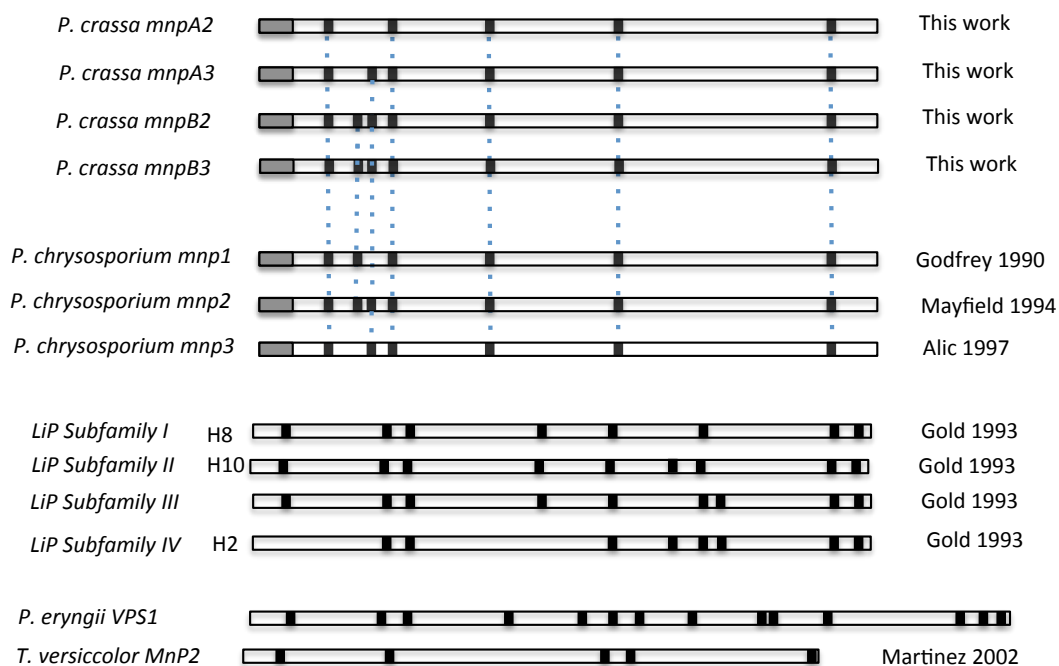 P. crassa mnpA2 This work
P. crassa mnpA3 This work
P. crassa mnpB2 This work
P. crassa mnpB3 This work
P. chrysosporium mnp1 Godfrey 1990
P. chrysosporium mnp2 Mayfield 1994
P. chrysosporium mnp3 Alic 1997
LiP Subfamily I H8 Gold 1993
LiP Subfamily II H10 Gold 1993
LiP Subfamily III Gold 1993
LiP Subfamily IV H2 Gold 1993
P. eryngii VPS1
T. versiccolor MnP2 Martinez 2002